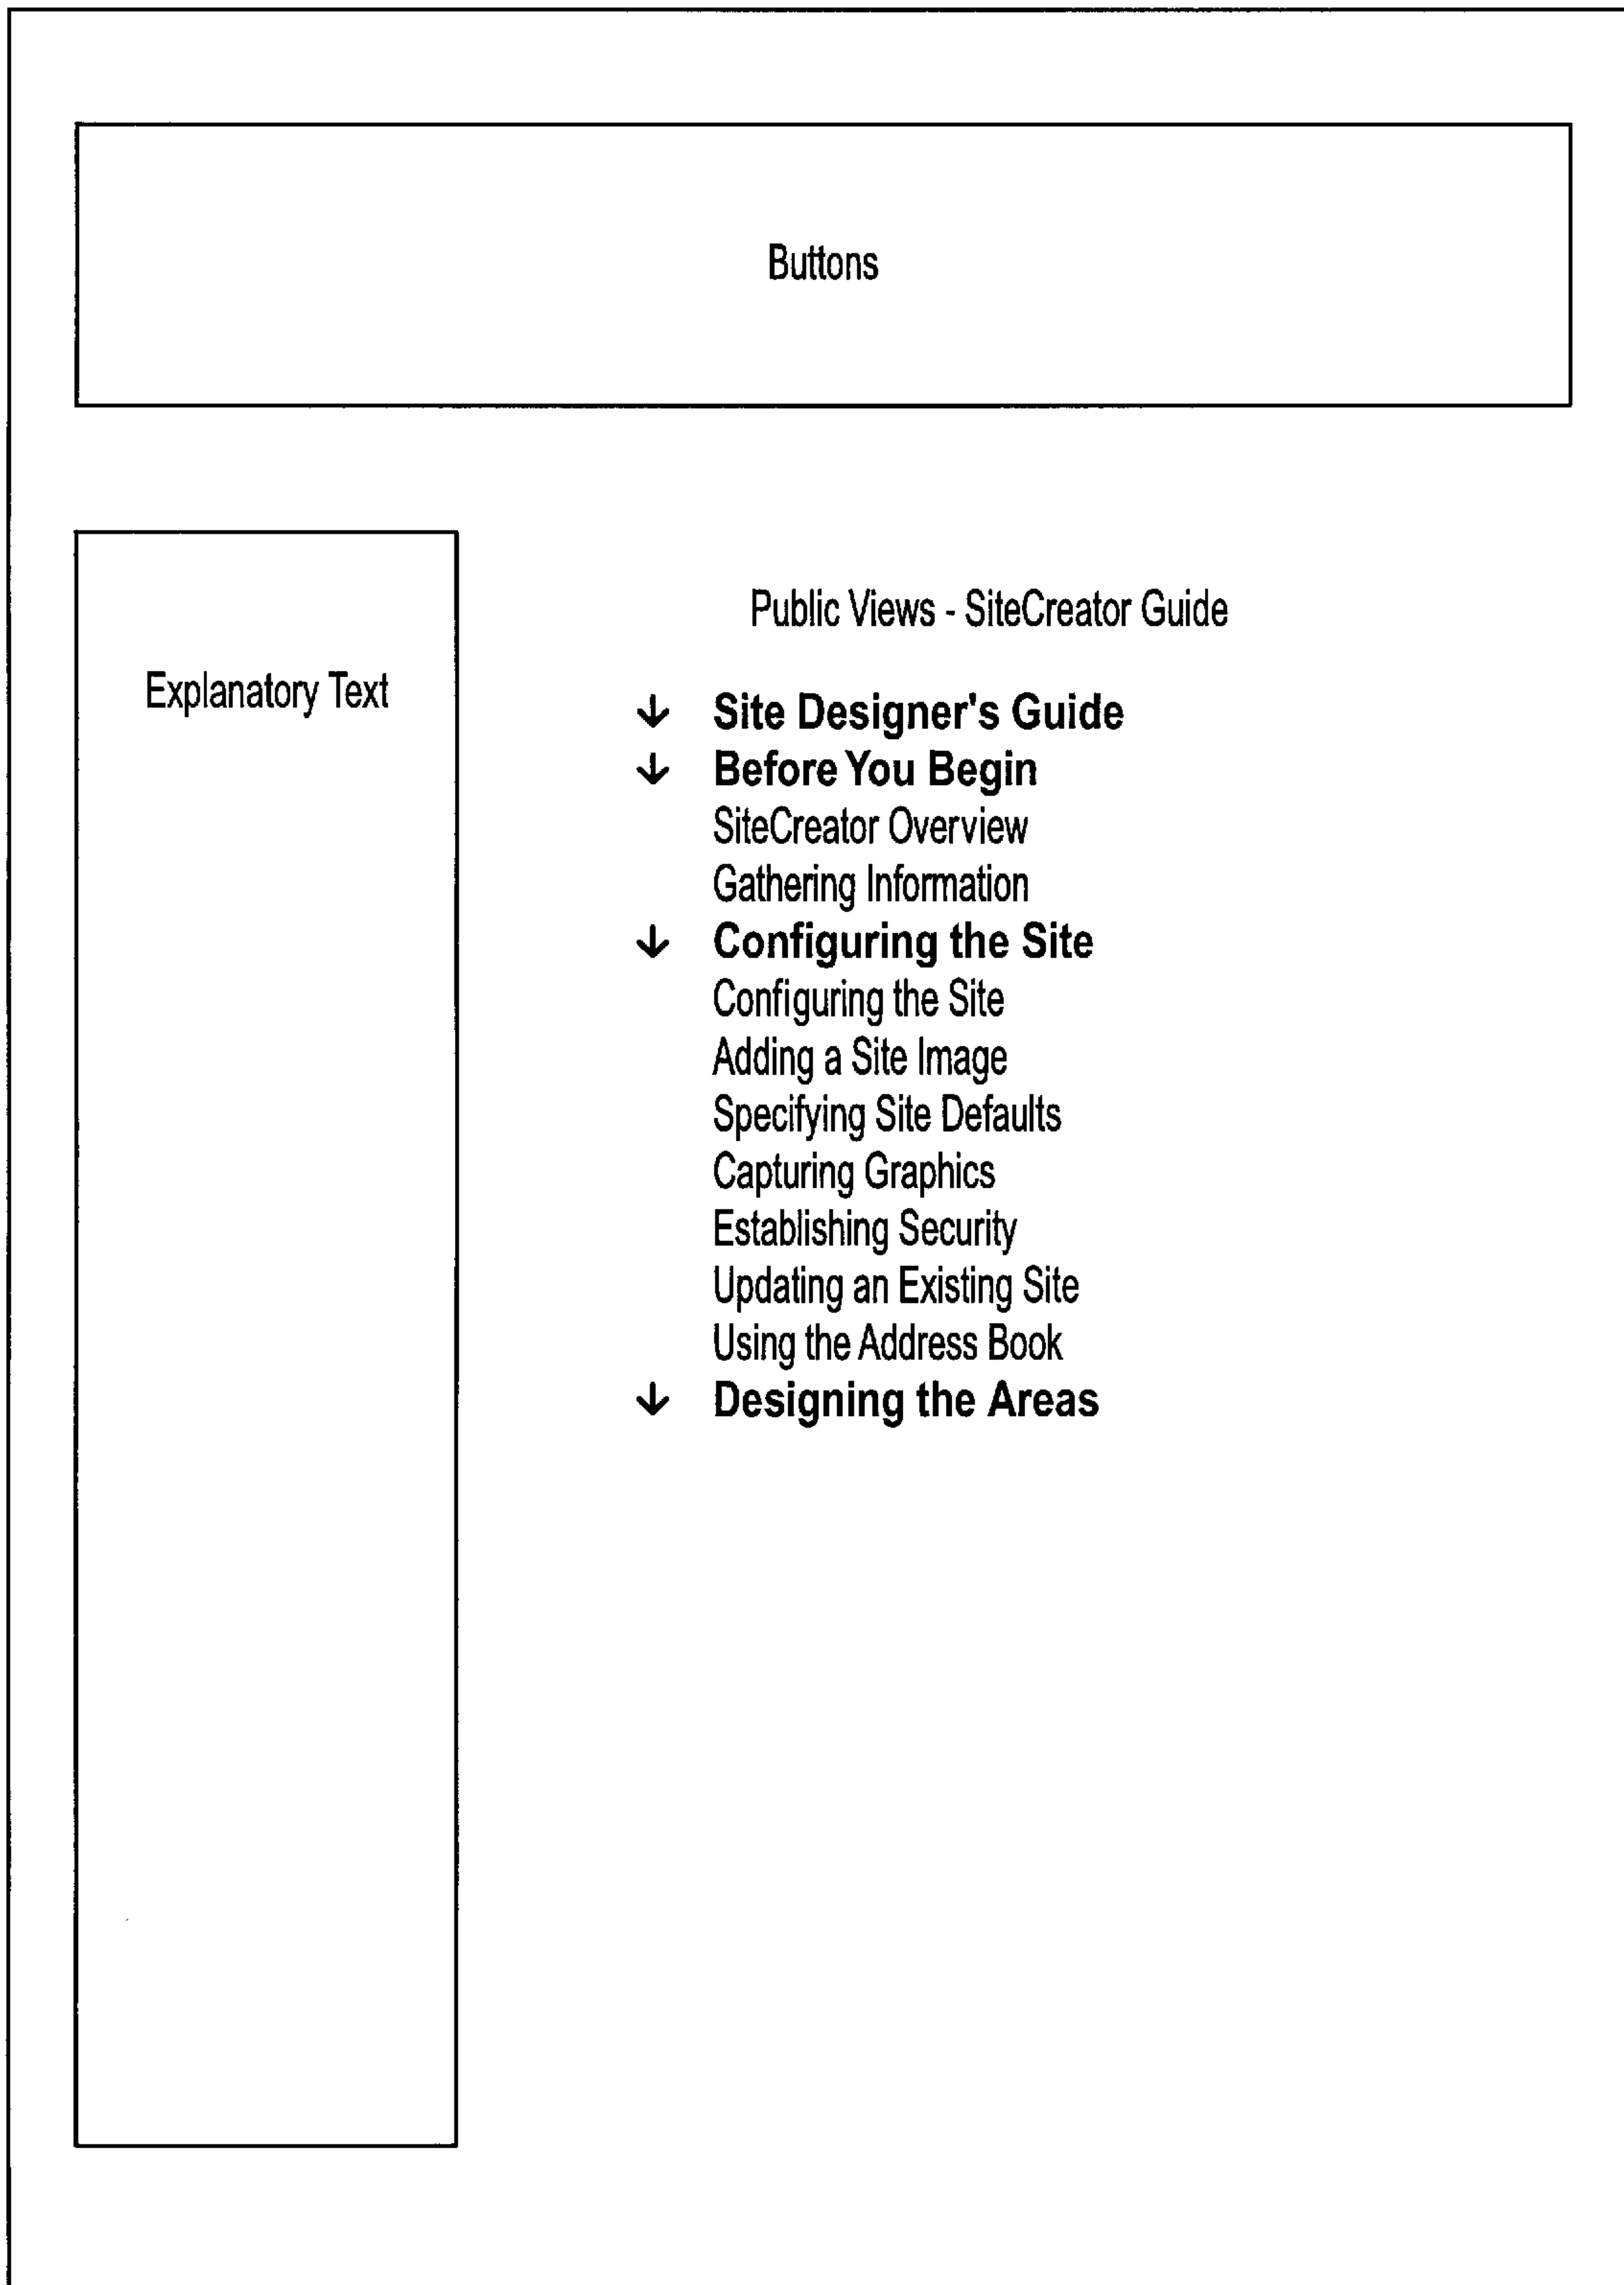 Buttons
Explanatory Text
Public Views - SiteCreator Guide
↓ Site Designer's Guide
↓ Before You Begin
SiteCreator Overview
Gathering Information
↓ Configuring the Site
Configuring the Site
Adding a Site Image
Specifying Site Defaults
Capturing Graphics
Establishing Security
Updating an Existing Site
Using the Address Book
↓ Designing the Areas